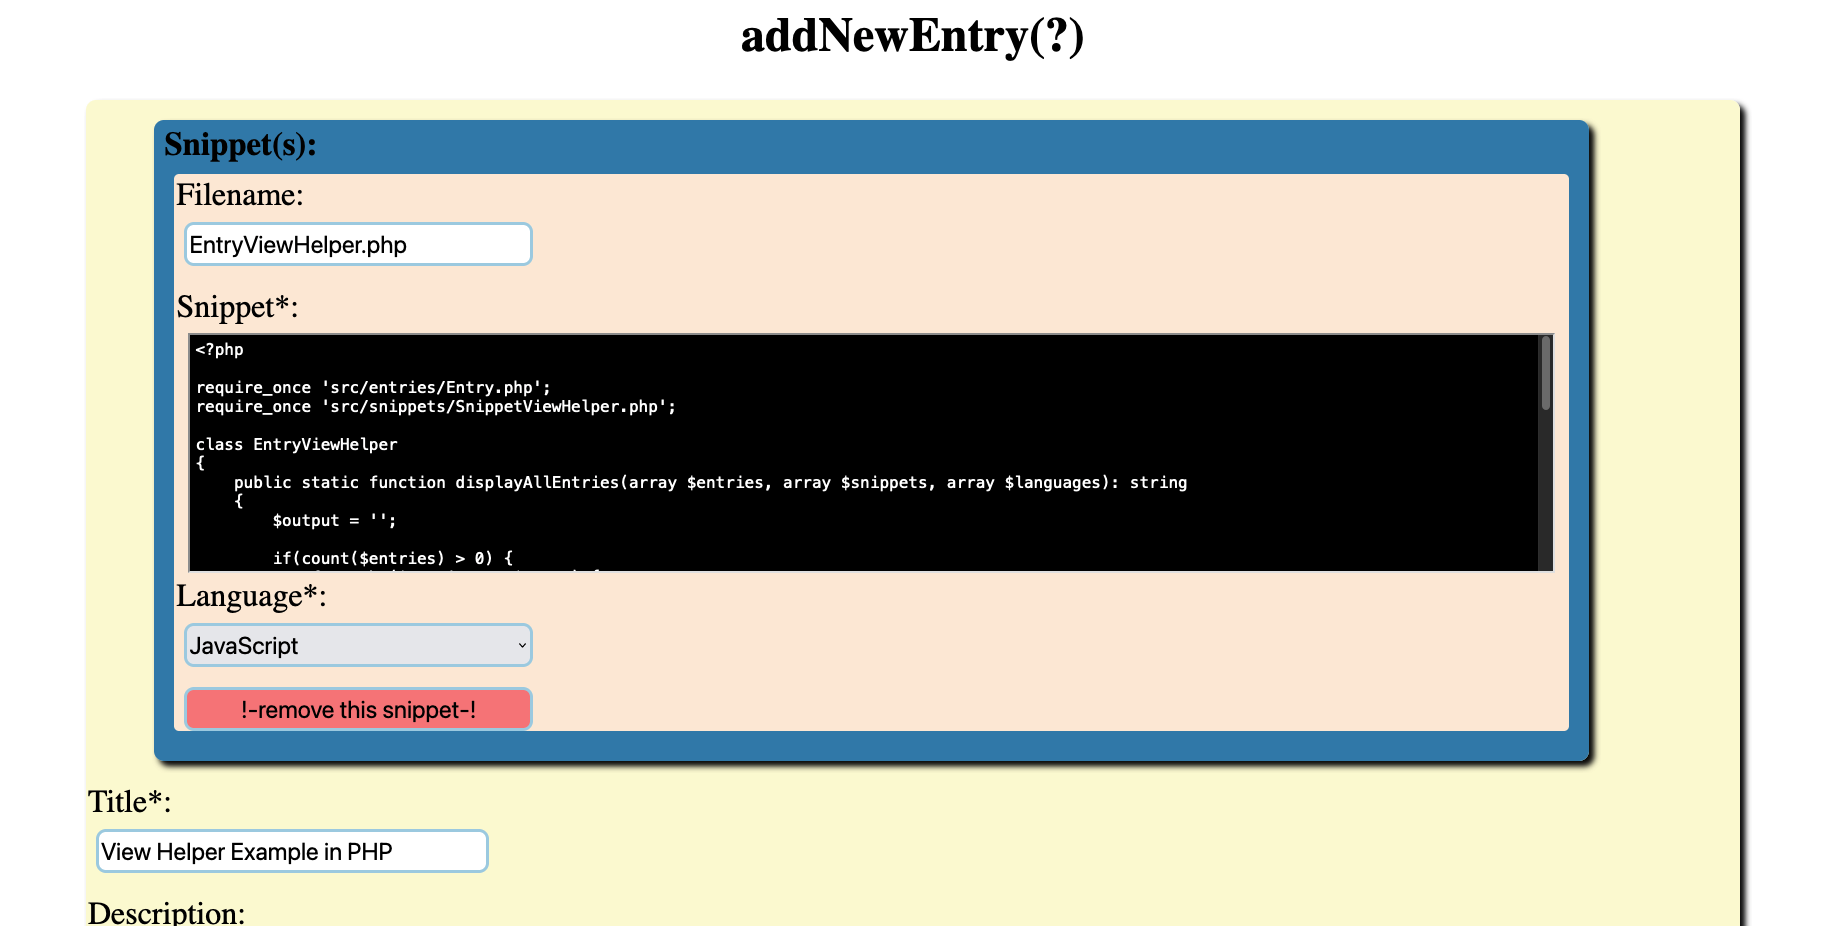 addNewEntry(?)
Snippet(s):
Filename:
EntryViewHelper.php
Snippet*:
<?php
require_once 'src/entries/Entry.php';
require_once 'src/snippets/SnippetViewHelper.php';
class EntryViewHelper
{
    public static function displayAllEntries(array $entries, array $snippets, array $languages): string
    {
        $output = '';
        if(count($entries) > 0) {
Language*:
JavaScript
!-remove this snippet-!
Title*:
View Helper Example in PHP
Description: